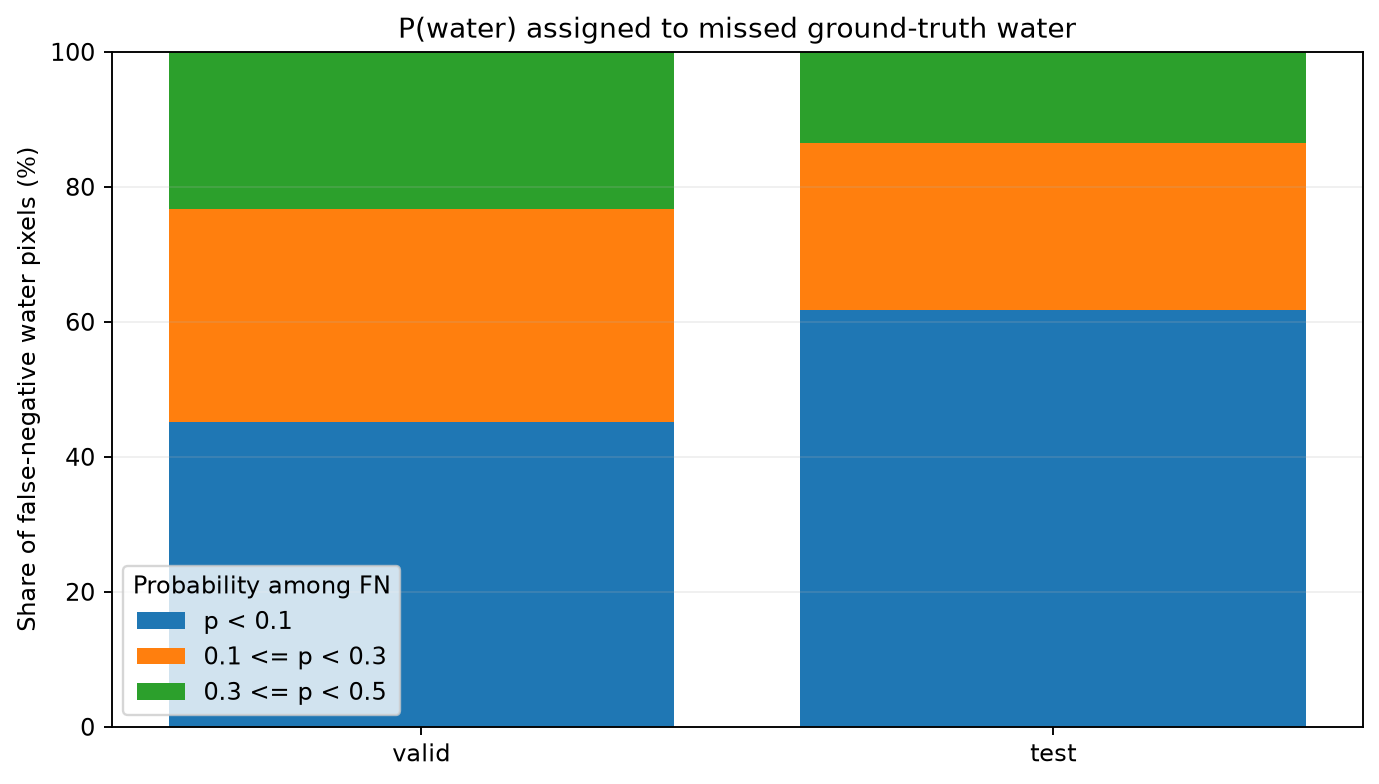 P(water) assigned to missed ground-truth water
Share of false-negative water pixels (%)
100
80
60
40
20
0
Probability among FN
p < 0.1
0.1 <= p < 0.3
0.3 <= p < 0.5
valid
test